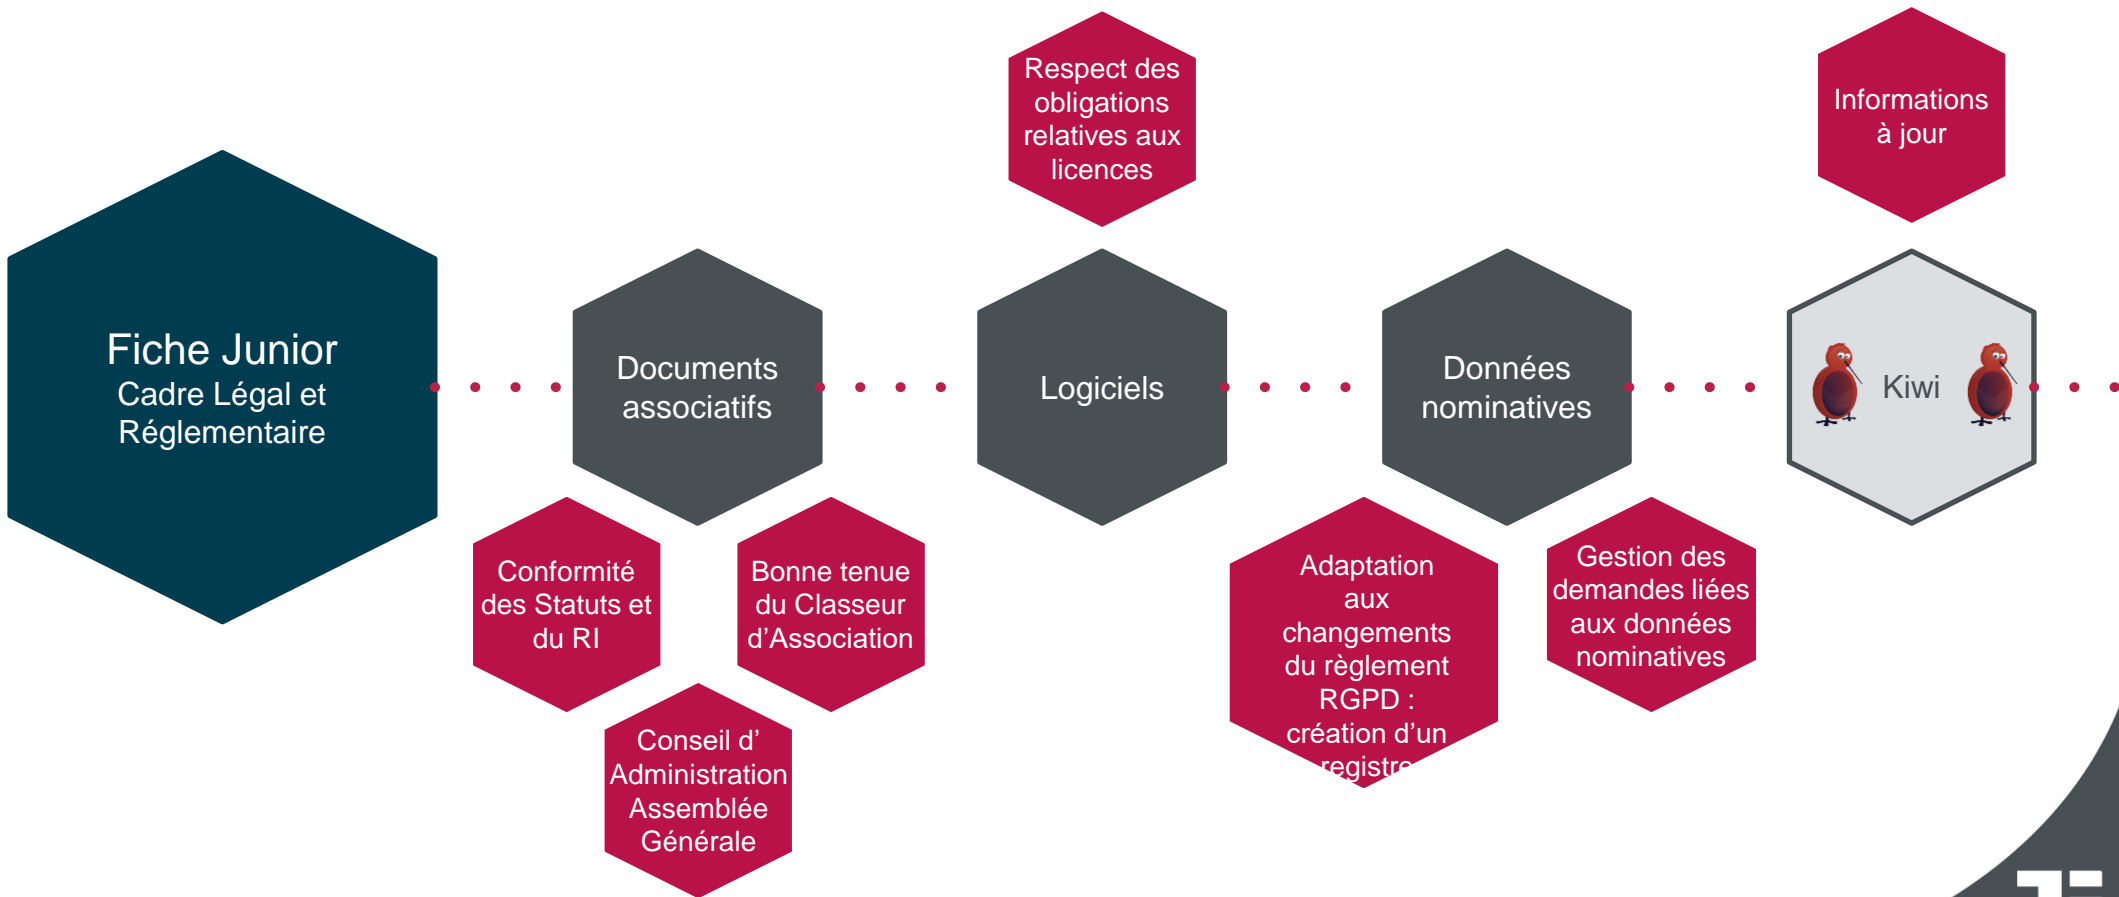 Fiche Junior
Cadre Légal et
Réglementaire
Documents
associatifs
Conformité
des Statuts et
du RI
Bonne tenue
du Classeur
d’Association
Conseil d’
Administration
Assemblée
Générale
Respect des
obligations
relatives aux
licences
Logiciels
Données
nominatives
Adaptation
aux
changements
du règlement
RGPD :
création d’un
registre
Gestion des
demandes liées
aux données
nominatives
Informations
à jour
Kiwi